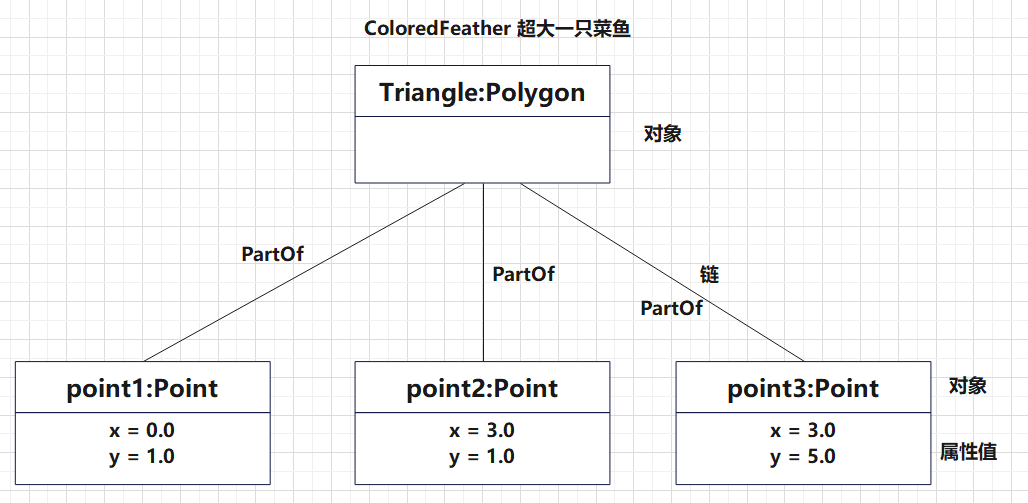 ColoredFeather 超大一只菜鱼
Triangle:Polygon
对象
PartOf
PartOf
链
PartOf
point1:Point
x = 0.0
y = 1.0
point2:Point
x = 3.0
y = 1.0
point3:Point
x = 3.0
y = 5.0
对象
属性值